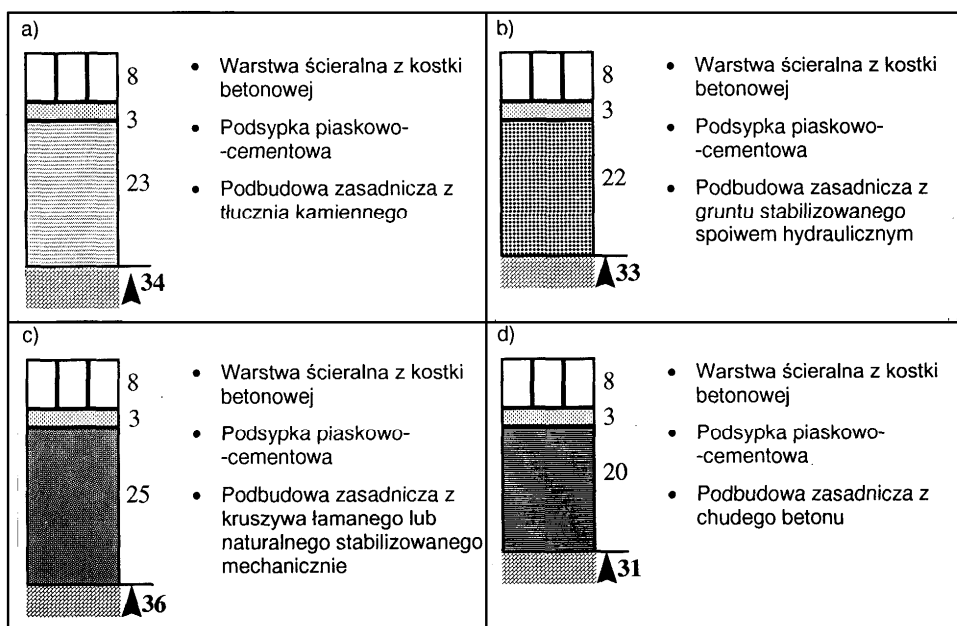 a)
8
3
23
34
• Warstwa ścieralna z kostki
betonowej
• Podsypka piaskowo-
-cementowa
• Podbudowa zasadnicza z
tłucznia kamiennego
b)
8
3
22
33
• Warstwa ścieralna z kostki
betonowej
• Podsypka piaskowo-
-cementowa
• Podbudowa zasadnicza z
gruntu stabilizowanego
spoiwem hydraulicznym
c)
8
3
25
36
• Warstwa ścieralna z kostki
betonowej
• Podsypka piaskowo-
-cementowa
• Podbudowa zasadnicza z
kruszywa łamanego lub
naturalnego stabilizowanego
mechanicznie
d)
8
3
20
31
• Warstwa ścieralna z kostki
betonowej
• Podsypka piaskowo-
-cementowa
• Podbudowa zasadnicza z
chudego betonu